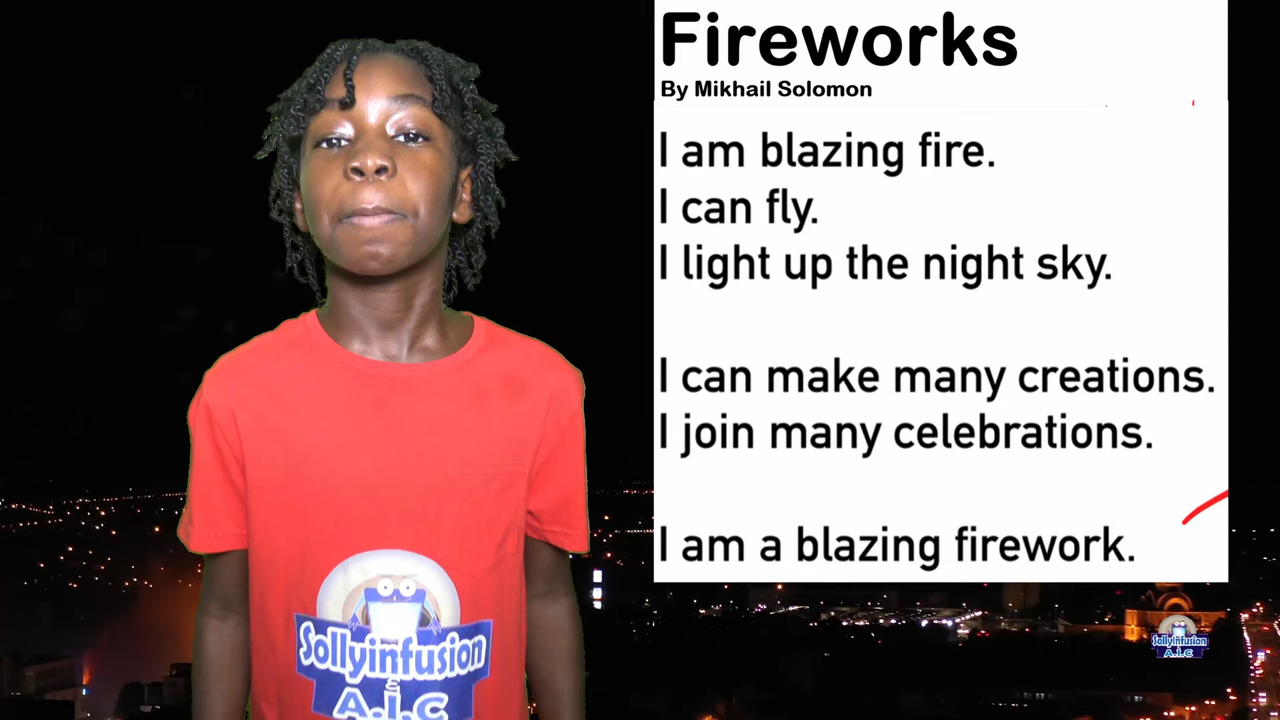 Fireworks
By Mikhail Solomon
I am blazing fire.
I can fly.
I light up the night sky.
I can make many creations.
I join many celebrations.
I am a blazing firework.
Sollyinfusion
A.I.C
Sollyinfusion
A.I.C